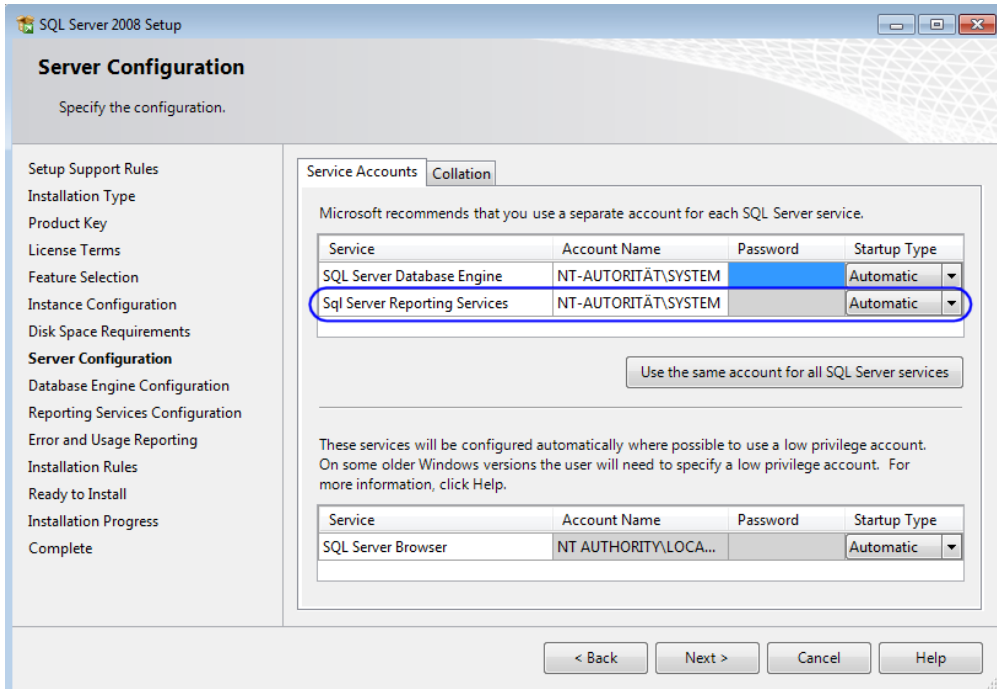 SQL Server 2008 Setup
Server Configuration
Specify the configuration.
Setup Support Rules
Installation Type
Product Key
License Terms
Feature Selection
Instance Configuration
Disk Space Requirements
Server Configuration
Database Engine Configuration
Reporting Services Configuration
Error and Usage Reporting
Installation Rules
Ready to Install
Installation Progress
Complete
Service Accounts Collation
Microsoft recommends that you use a separate account for each SQL Server service.
Service Account Name Password Startup Type
SQL Server Database Engine NT-AUTORITÄT\SYSTEM Automatic
Sql Server Reporting Services NT-AUTORITÄT\SYSTEM Automatic
Use the same account for all SQL Server services
These services will be configured automatically where possible to use a low privilege account.
On some older Windows versions the user will need to specify a low privilege account. For
more information, click Help.
Service Account Name Password Startup Type
SQL Server Browser NT AUTHORITY\LOCA... Automatic
< Back Next > Cancel Help